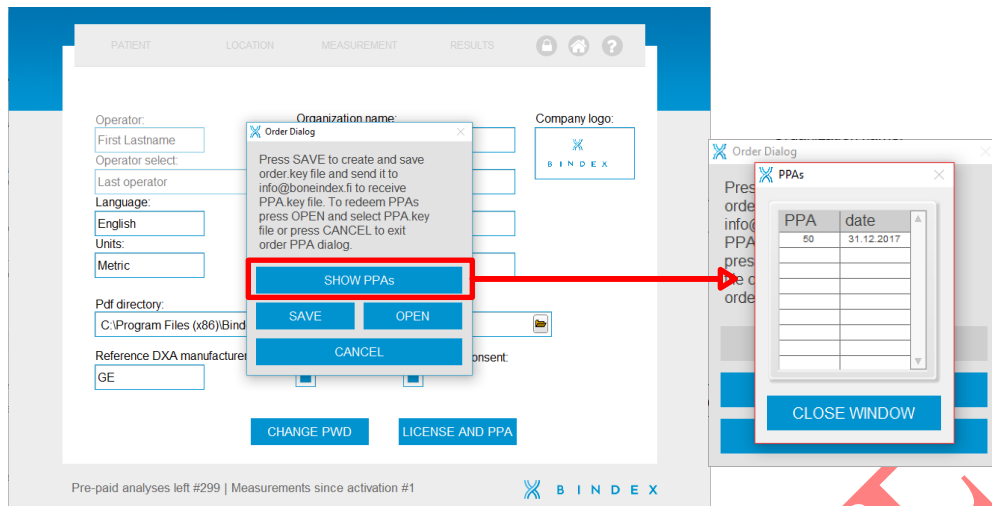 PATIENT
LOCATION
MEASUREMENT
RESULTS
?
Operator:
First Lastname
Operator select:
Last operator
Language:
English
Units:
Metric
Pdf directory:
C:\Program Files (x86)\Bind
Reference DXA manufacturer
GE
Organization name:
Company logo:
BINDEX
onsent:
CHANGE PWD
LICENSE AND PPA
Order Dialog
Press SAVE to create and save
order.key file and send it to
info@boneindex.fi to receive
PPA.key file. To redeem PPAs
press OPEN and select PPA.key
file or press CANCEL to exit
order PPA dialog.
SHOW PPAs
SAVE
OPEN
CANCEL
Pre-paid analyses left #299 | Measurements since activation #1
BINDEX
Order Dialog
Pres
orde
info@
PPA
pres
file o
orde
PPAs
PPA date
50 31.12.2017
CLOSE WINDOW